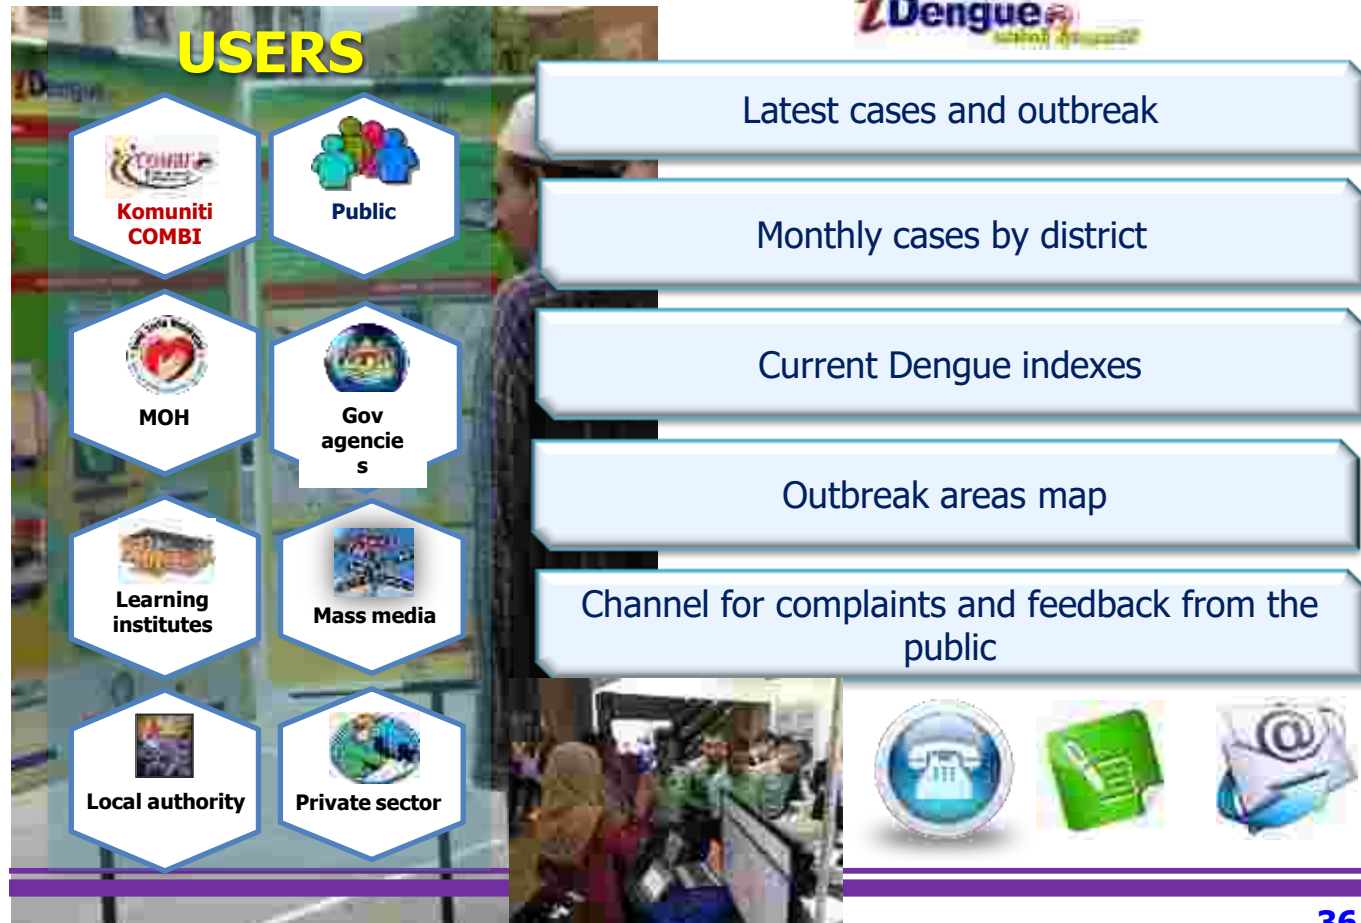 iDengue
USERS
Komuniti
COMBI
Public
MOH
Gov
agencie
s
Learning
institutes
Mass media
Local authority
Private sector
Latest cases and outbreak
Monthly cases by district
Current Dengue indexes
Outbreak areas map
Channel for complaints and feedback from the
public
36